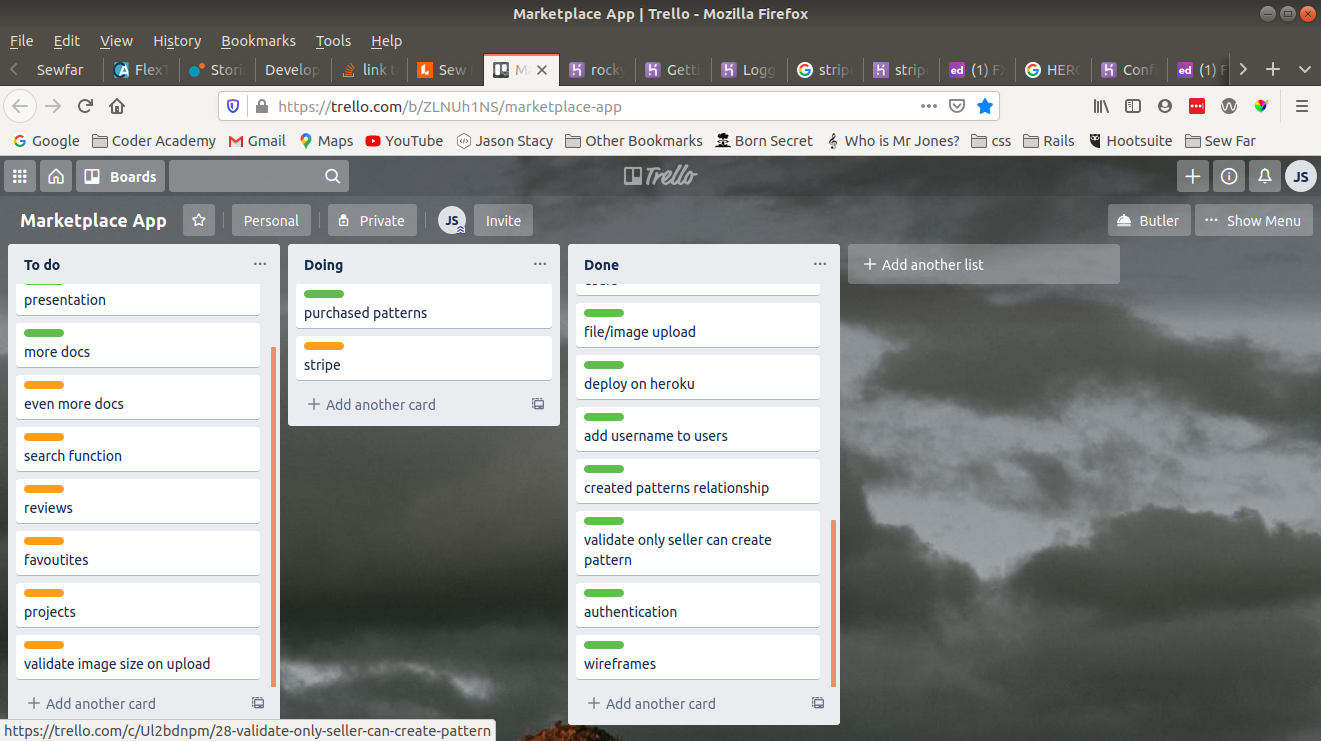 Marketplace App | Trello - Mozilla Firefox
File Edit View History Bookmarks Tools Help
Sewfar FlexT Stori Develop link t Sew M rocky Getti Logg stripe stripe (1) F HERO Conf (1) F
https://trello.com/b/ZLNUh1NS/marketplace-app
Google Coder Academy Gmail Maps YouTube Jason Stacy Other Bookmarks Born Secret Who is Mr Jones? css Rails Hootsuite Sew Far
Boards Trello JS
Marketplace App Personal Private JS Invite Butler Show Menu
To do
presentation
more docs
even more docs
search function
reviews
favoutites
projects
validate image size on upload
Add another card
Doing
purchased patterns
stripe
Add another card
Done
users
file/image upload
deploy on heroku
add username to users
created patterns relationship
validate only seller can create
pattern
authentication
wireframes
Add another card
Add another list
https://trello.com/c/Ul2bdnpm/28-validate-only-seller-can-create-pattern